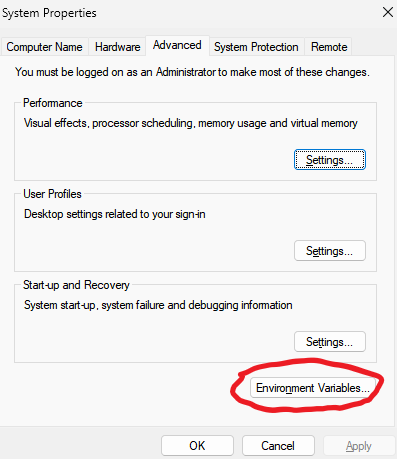 System Properties
Computer Name Hardware Advanced System Protection Remote
You must be logged on as an Administrator to make most of these changes.
Performance
Visual effects, processor scheduling, memory usage and virtual memory
Settings...
User Profiles
Desktop settings related to your sign-in
Settings...
Start-up and Recovery
System start-up, system failure and debugging information
Settings...
Environment Variables...
OK Cancel Apply